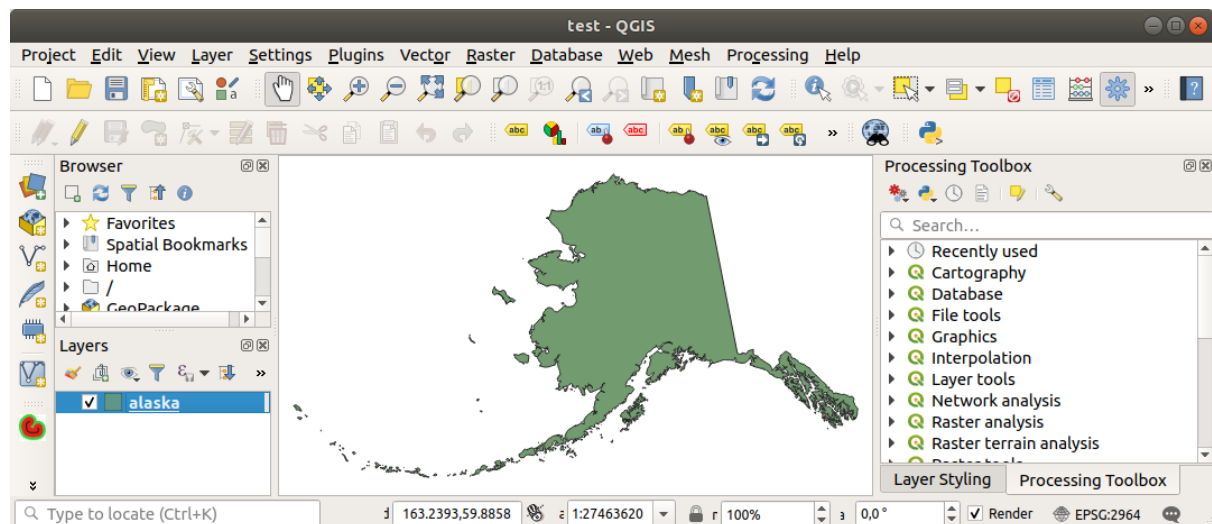 test - QGIS
Project Edit View Layer Settings Plugins Vector Raster Database Web Mesh Processing Help
Browser
Favorites
Spatial Bookmarks
Home
/
GeoPackage
Layers
alaska
Processing Toolbox
Search...
Recently used
Cartography
Database
File tools
Graphics
Interpolation
Layer tools
Network analysis
Raster analysis
Raster terrain analysis
Layer Styling Processing Toolbox
Type to locate (Ctrl+K) 163.2393,59.8858 1:27463620 100% 0,0 ° Render EPSG:2964